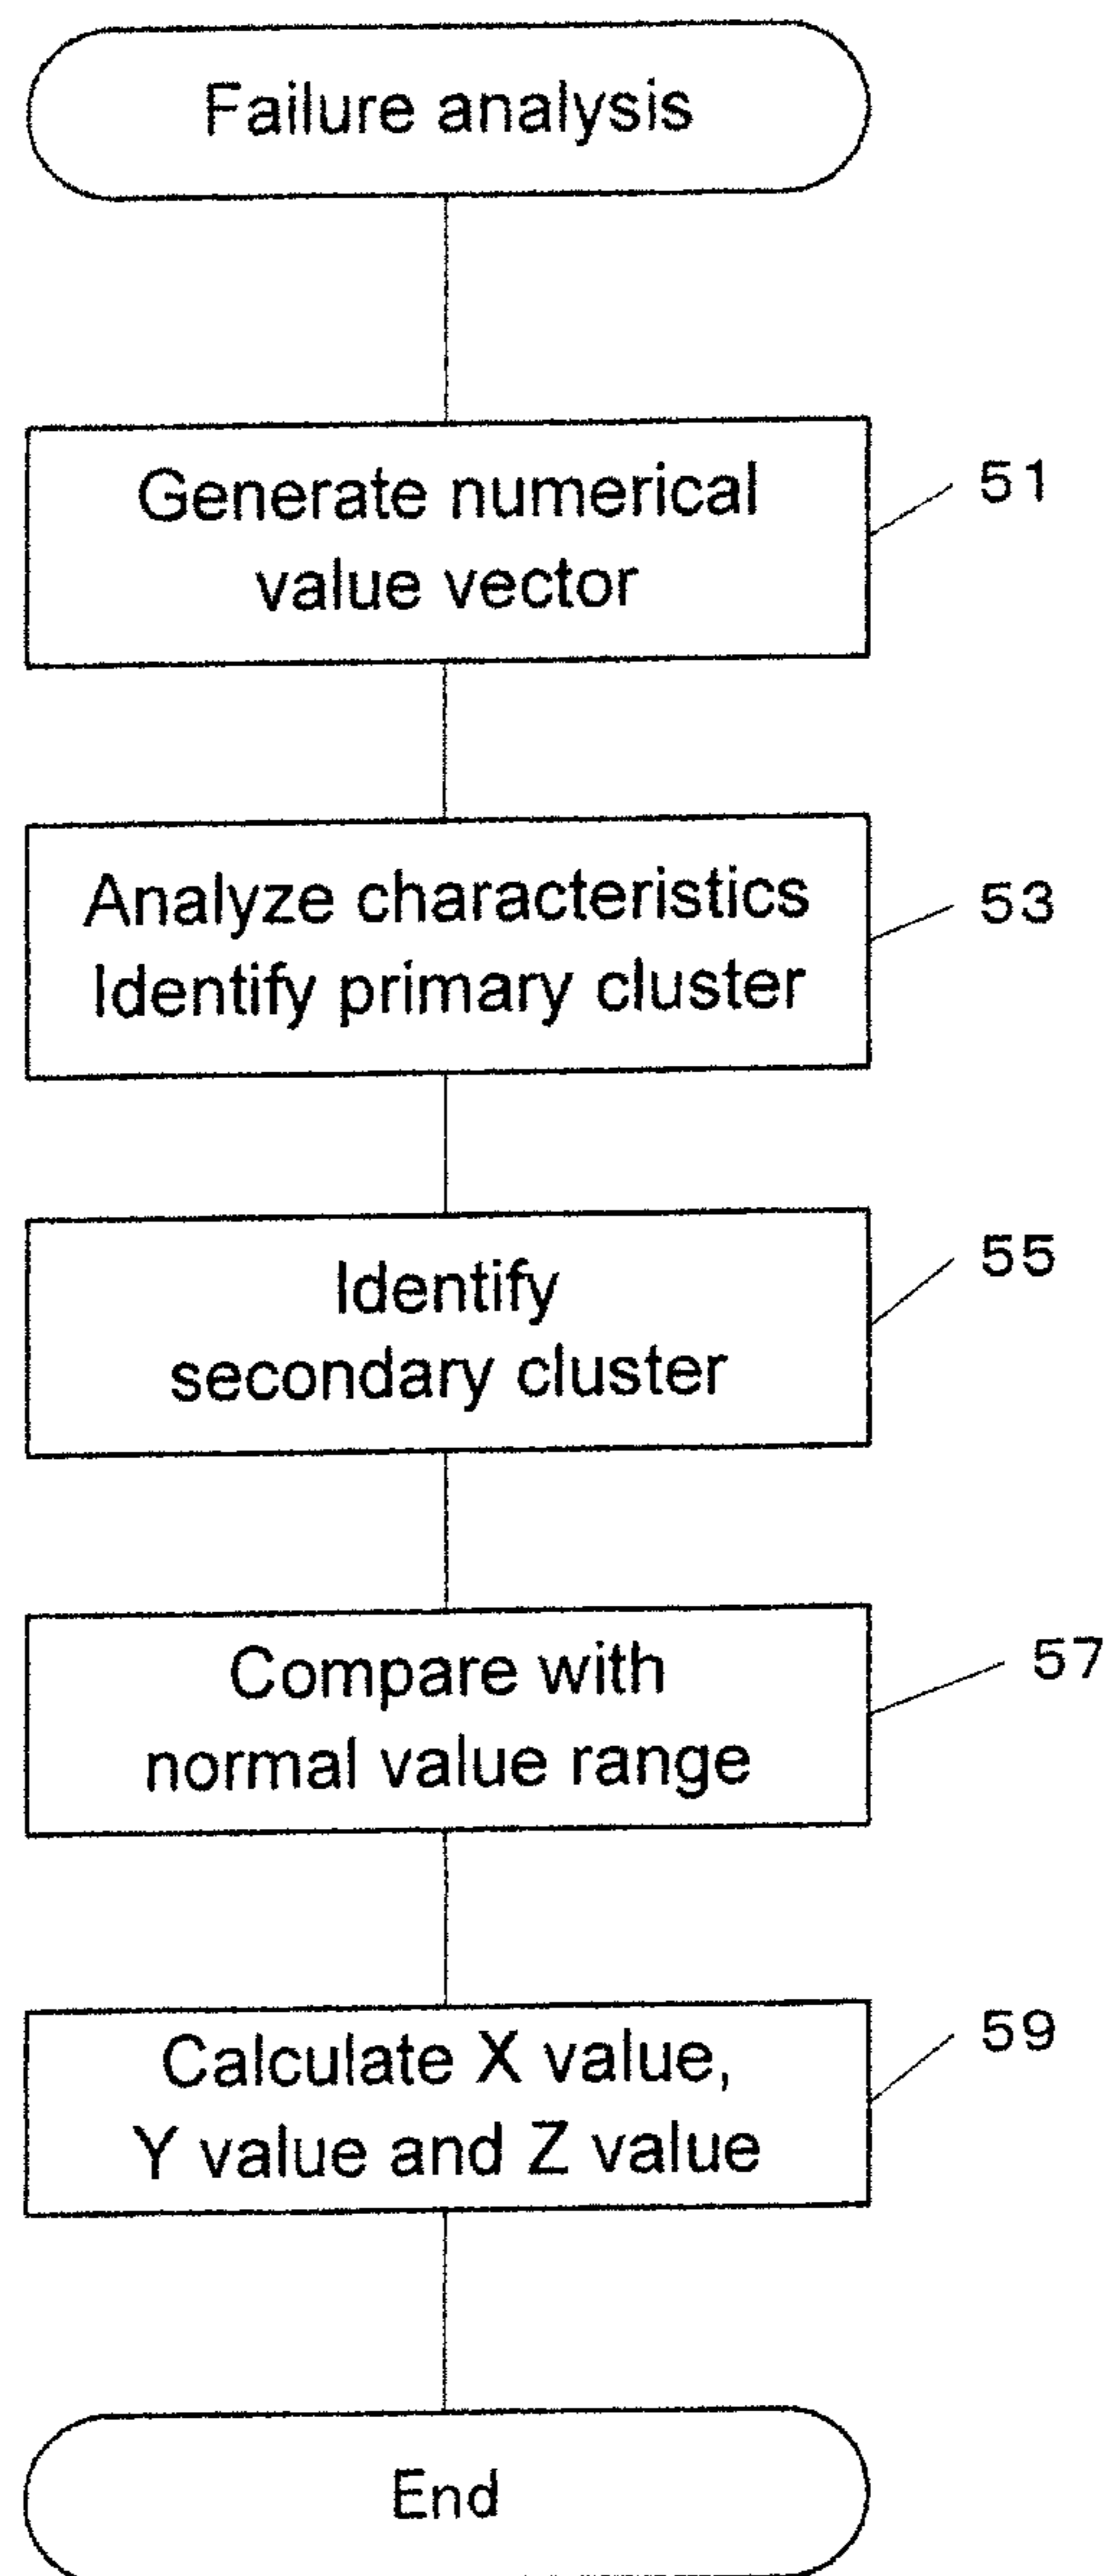 Failure analysis
Generate numerical
value vector
51
Analyze characteristics
Identify primary cluster
53
Identify
secondary cluster
55
Compare with
normal value range
57
Calculate X value,
Y value and Z value
59
End